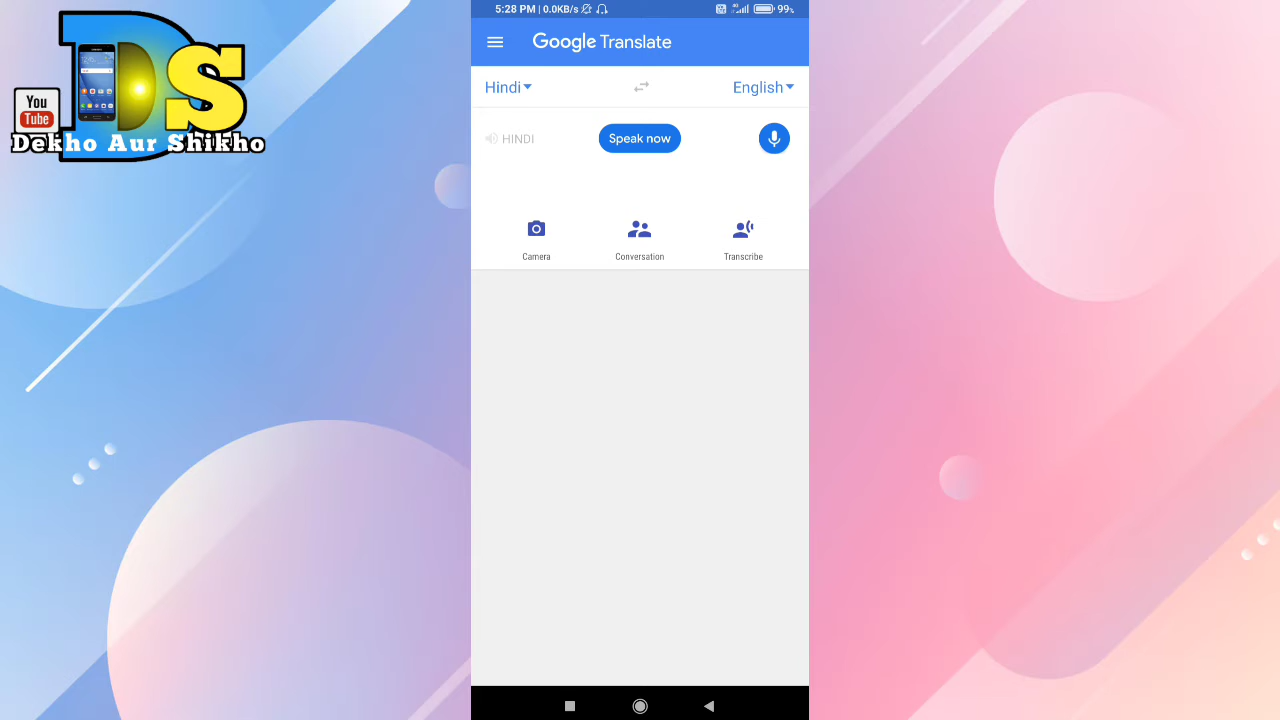 5:28 PM | 0.0KB/s 4G 99%
Google Translate
Hindi English
HINDI Speak now
Camera Conversation Transcribe
DS
You
Tube
Dekho Aur Shikho